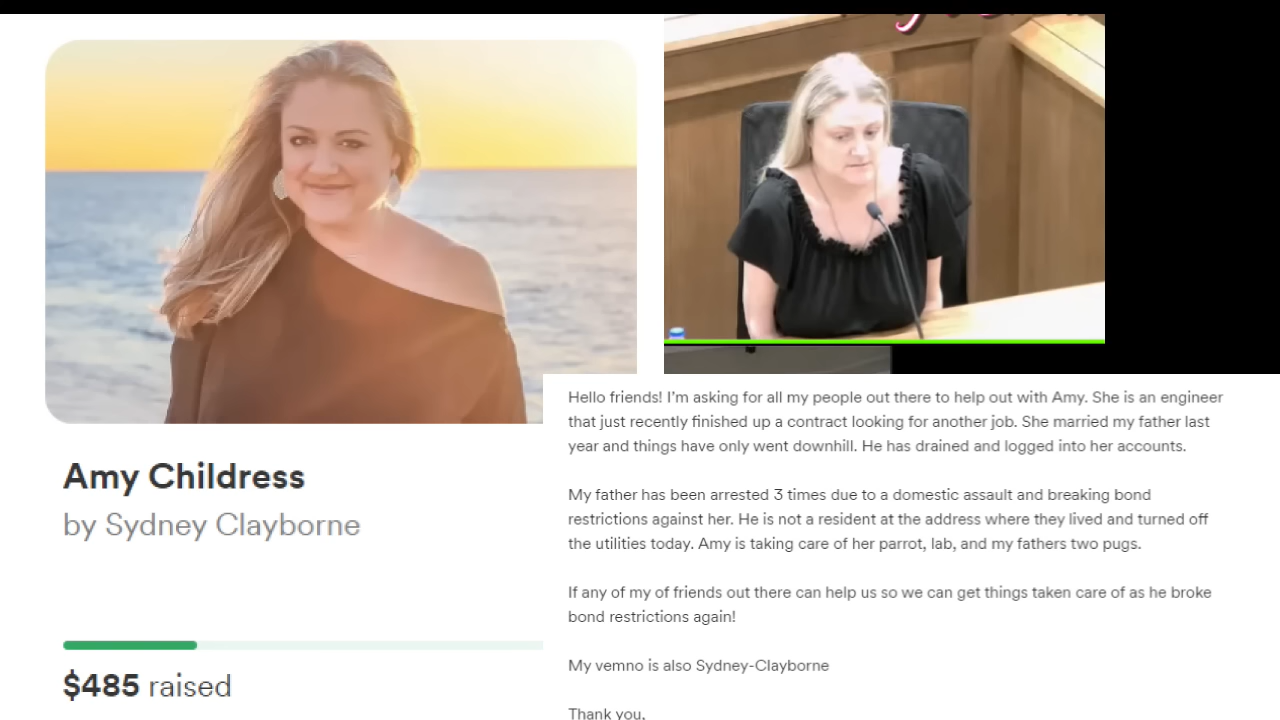 Amy Childress
by Sydney Clayborne
$485 raised
Hello friends! I'm asking for all my people out there to help out with Amy. She is an engineer
that just recently finished up a contract looking for another job. She married my father last
year and things have only went downhill. He has drained and logged into her accounts.
My father has been arrested 3 times due to a domestic assault and breaking bond
restrictions against her. He is not a resident at the address where they lived and turned off
the utilities today. Amy is taking care of her parrot, lab, and my fathers two pugs.
If any of my of friends out there can help us so we can get things taken care of as he broke
bond restrictions again!
My vemno is also Sydney-Clayborne
Thank you,